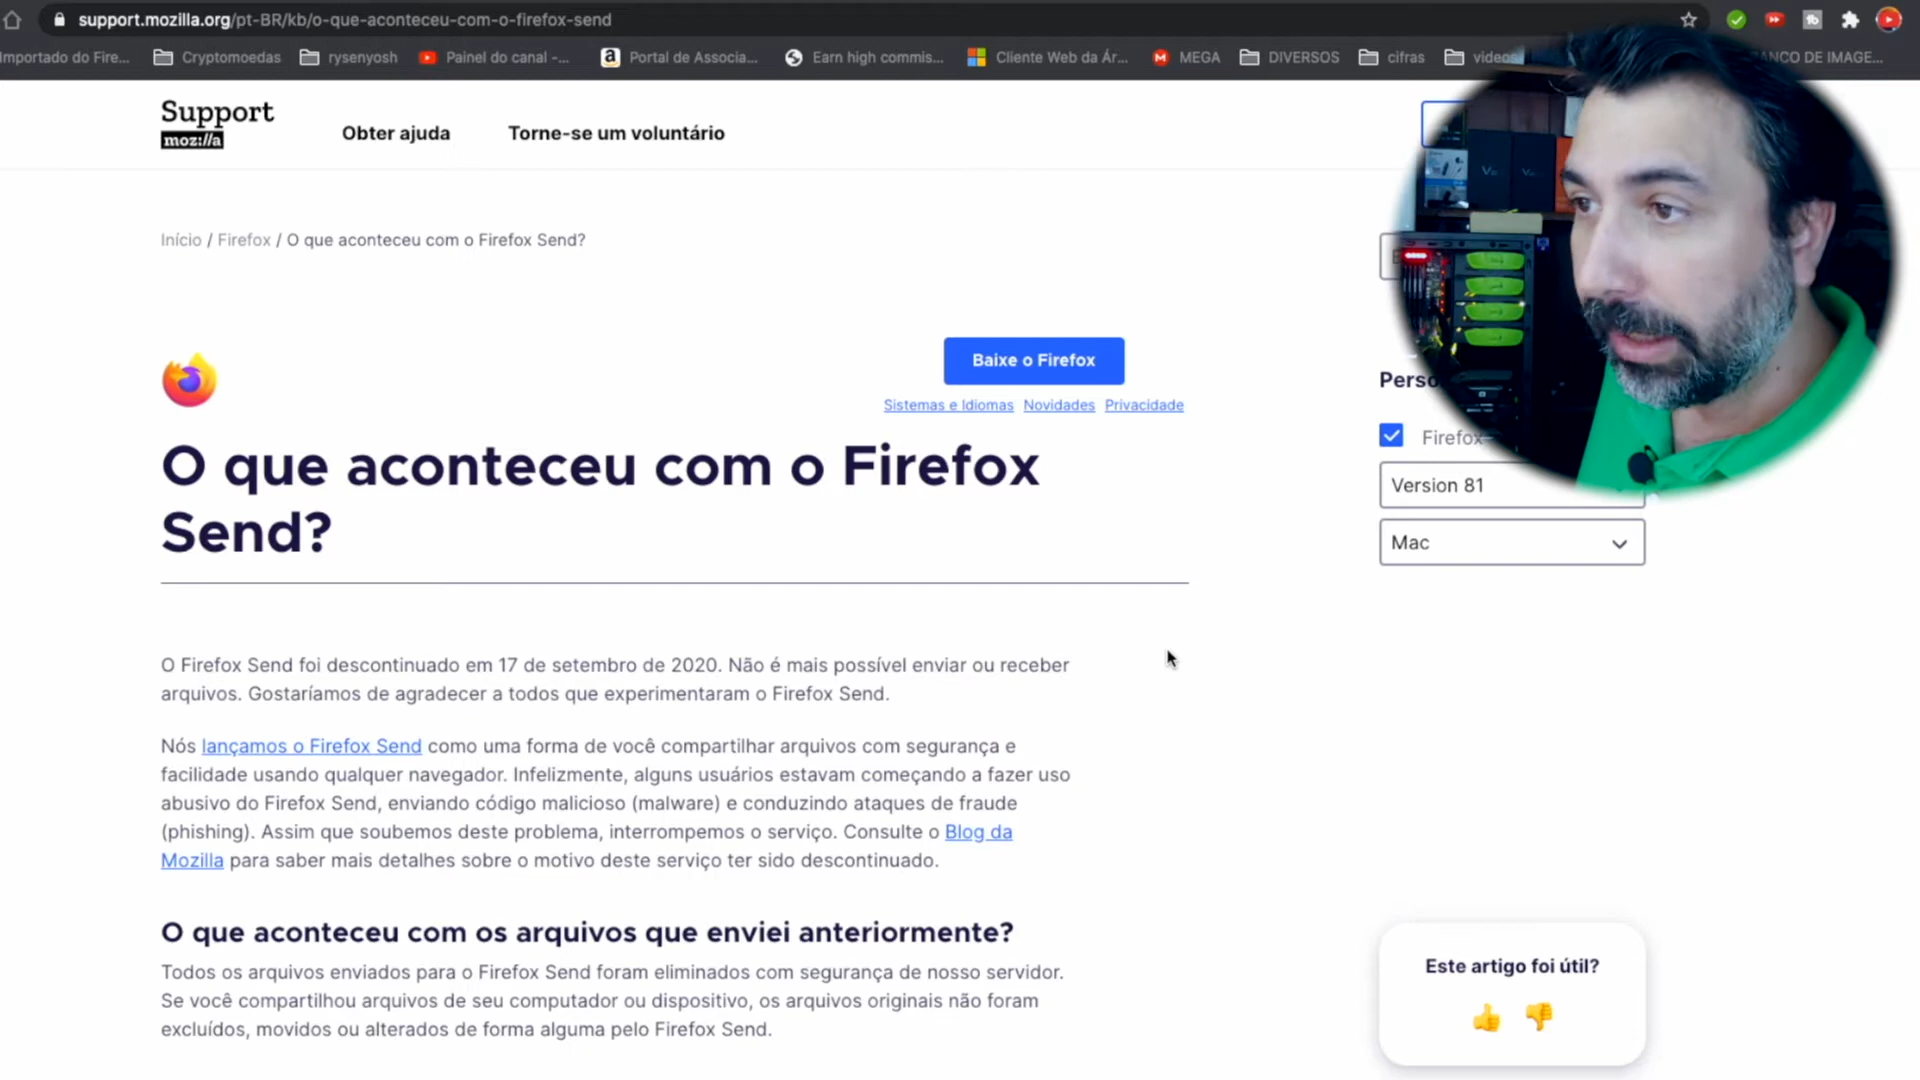 support.mozilla.org/pt-BR/kb/o-que-aconteceu-com-o-firefox-send
Importado do Fire...
Cryptomoedas
rysenyosh
Painel do canal -...
Portal de Associa...
Earn high commis...
Cliente Web da Ár...
MEGA
DIVERSOS
cifras
videos
ANCO DE IMAGE...
Support
moz://a
Obter ajuda
Torne-se um voluntário
Início / Firefox / O que aconteceu com o Firefox Send?
Baixe o Firefox
Sistemas e Idiomas Novidades Privacidade
O que aconteceu com o Firefox
Send?
O Firefox Send foi descontinuado em 17 de setembro de 2020. Não é mais possível enviar ou receber
arquivos. Gostaríamos de agradecer a todos que experimentaram o Firefox Send.
Nós lançamos o Firefox Send como uma forma de você compartilhar arquivos com segurança e
facilidade usando qualquer navegador. Infelizmente, alguns usuários estavam começando a fazer uso
abusivo do Firefox Send, enviando código malicioso (malware) e conduzindo ataques de fraude
(phishing). Assim que soubemos deste problema, interrompemos o serviço. Consulte o Blog da
Mozilla para saber mais detalhes sobre o motivo deste serviço ter sido descontinuado.
O que aconteceu com os arquivos que enviei anteriormente?
Todos os arquivos enviados para o Firefox Send foram eliminados com segurança de nosso servidor.
Se você compartilhou arquivos de seu computador ou dispositivo, os arquivos originais não foram
excluídos, movidos ou alterados de forma alguma pelo Firefox Send.
Perso
Firefox
Version 81
Mac
Este artigo foi útil?